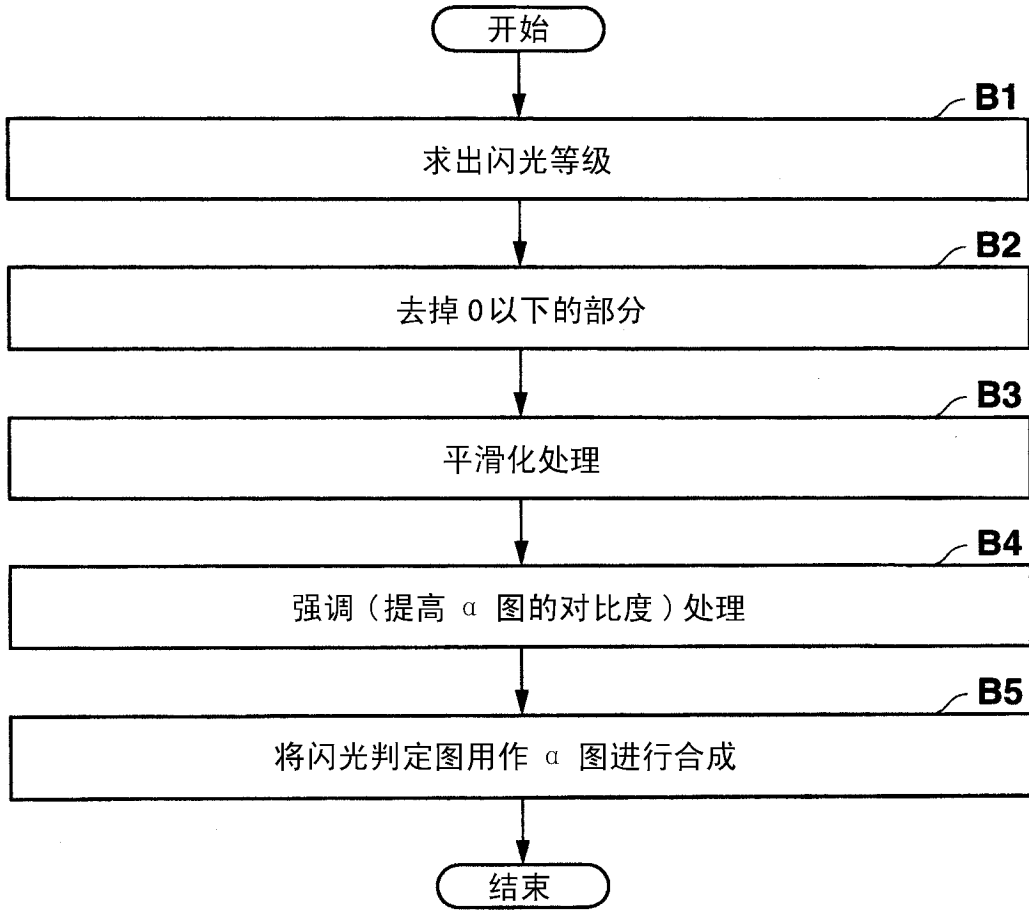 开始
B1
求出闪光等级
B2
去掉0以下的部分
B3
平滑化处理
B4
强调(提高 α 图的对比度)处理
B5
将闪光判定图用作 α 图进行合成
结束